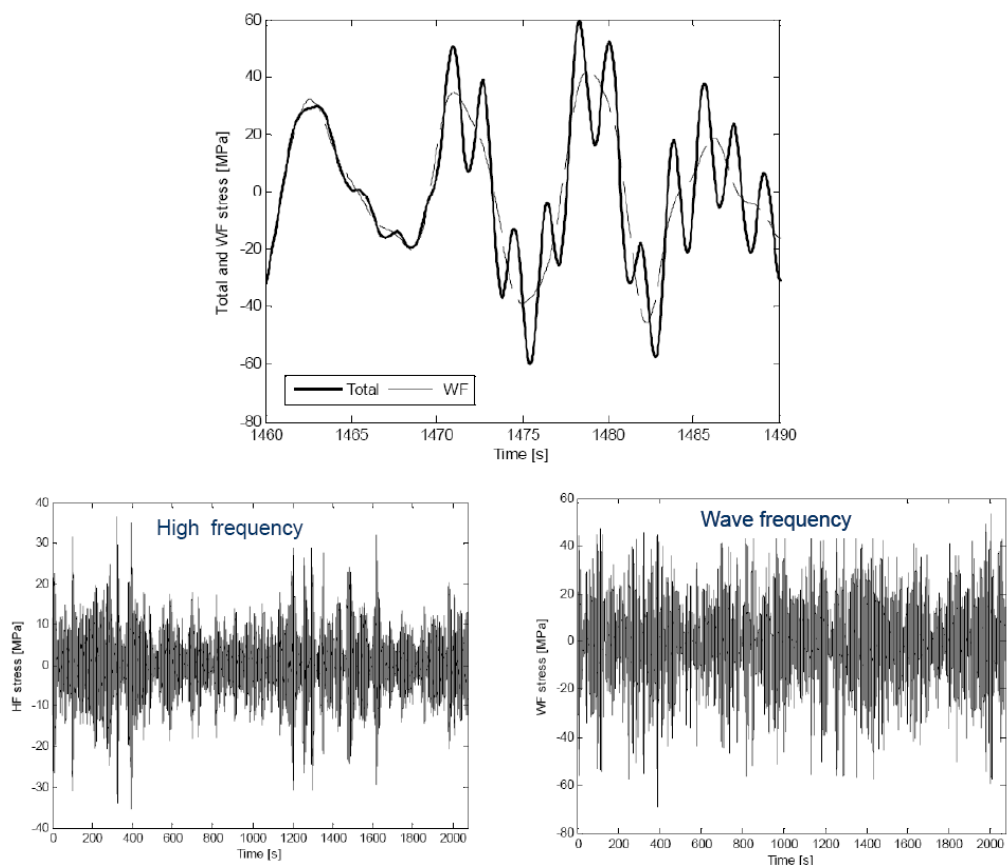 60
40
20
0
-20
-40
-60
-80
Total and WF stress [MPa]
Total WF
1460 1465 1470 1475 1480 1485 1490
Time [s]
High frequency
40
30
20
10
0
-10
-20
-30
-40
HF stress [MPa]
0 200 400 600 800 1000 1200 1400 1600 1800 2000
Time [s]
Wave frequency
60
40
20
0
-20
-40
-60
-80
WF stress [MPa]
0 200 400 600 800 1000 1200 1400 1600 1800 2000
Time [s]